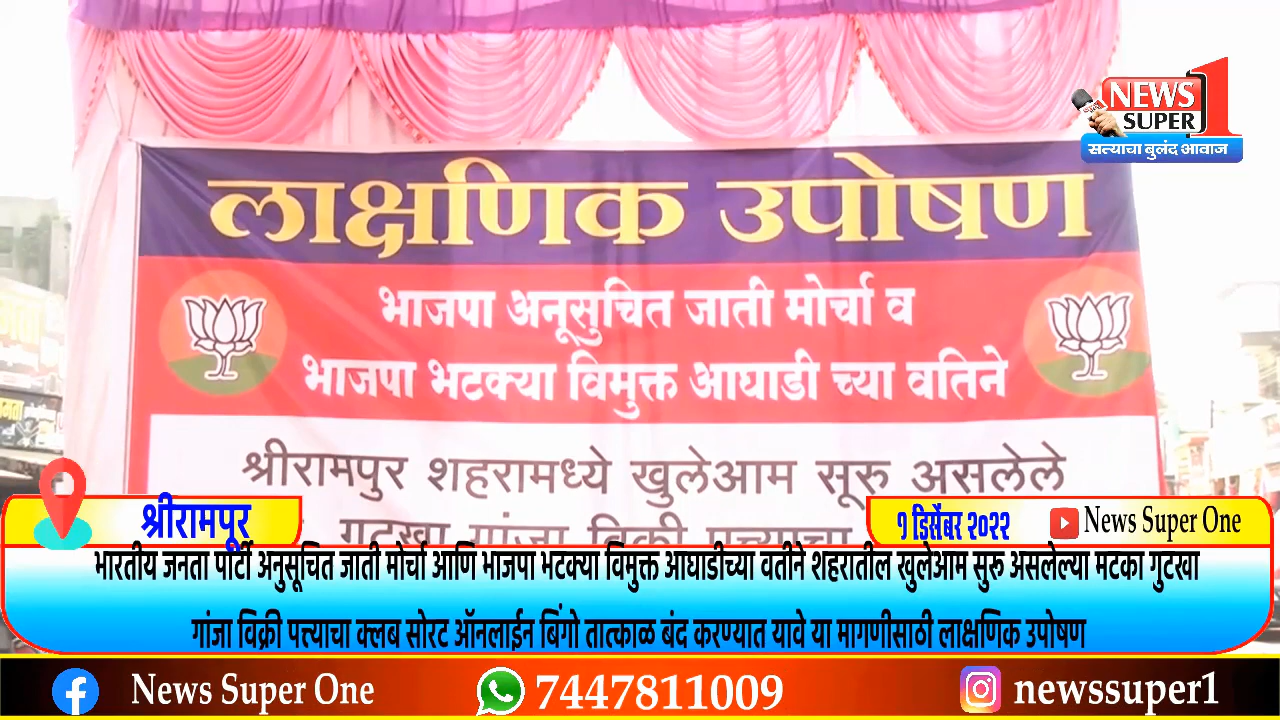 NEWS
SUPER 1
सत्याचा बुलंद आवाज
लाक्षणिक उपोषण
भाजपा अनूसुचित जाती मोर्चा व
भाजपा भटक्या विमुक्त आघाडी च्या वतिने
श्रीरामपुर शहरामध्ये खुलेआम सूरू असलेले
गुटखा गांजा विक्री पत्त्याचा
श्रीरामपूर
१ डिसेंबर २०२२
News Super One
भारतीय जनता पार्टी अनुसूचित जाती मोर्चा आणि भाजपा भटक्या विमुक्त आघाडीच्या वतीने शहरातील खुलेआम सुरु असलेल्या मटका गुटखा
गांजा विक्री पत्त्याचा क्लब सोरट ऑनलाईन बिंगो तात्काळ बंद करण्यात यावे या मागणीसाठी लाक्षणिक उपोषण
News Super One
7447811009
newssuper1